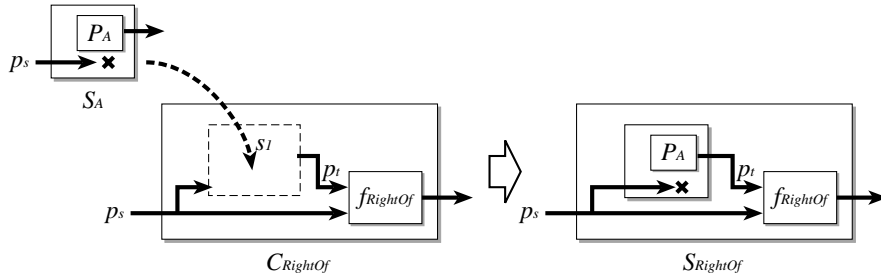 P_A
p_s
S_A
s_1
p_t
p_s
f_RightOf
C_RightOf
P_A
p_t
p_s
f_RightOf
S_RightOf